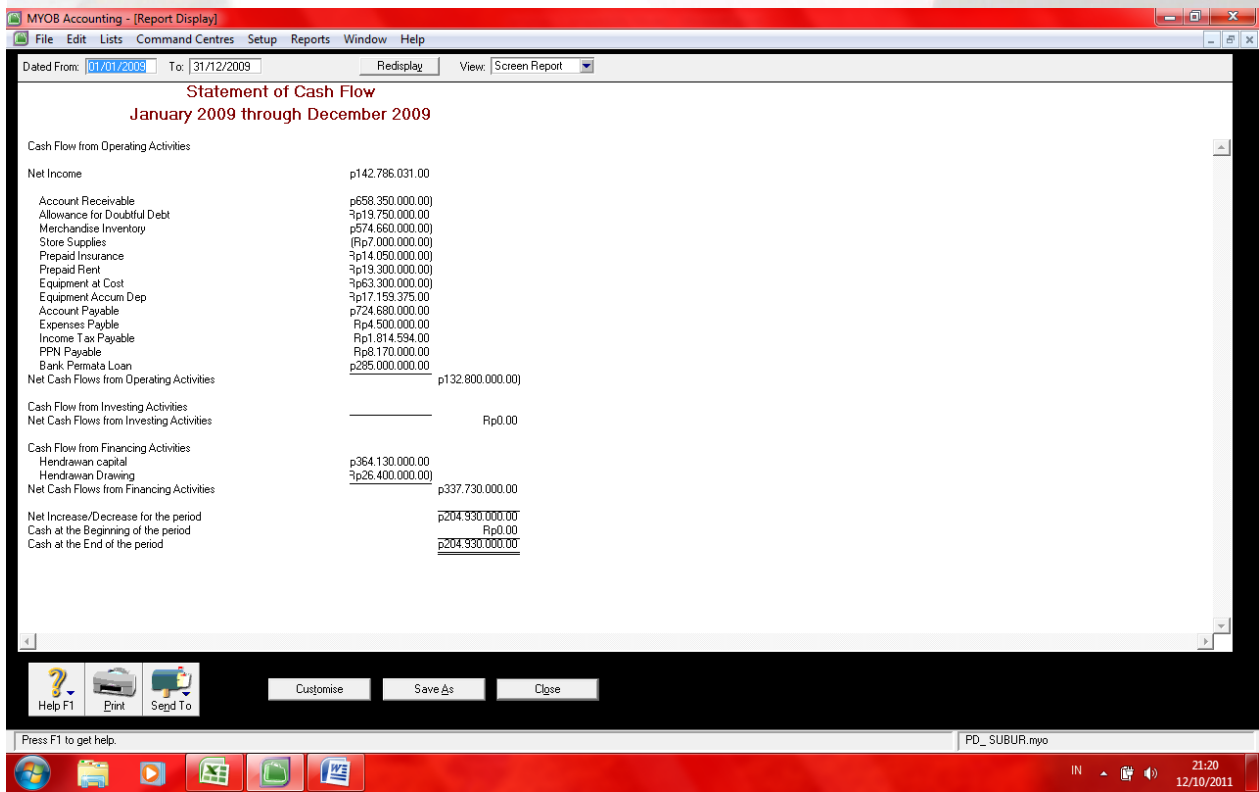 MYOB Accounting - [Report Display]
File Edit Lists Command Centres Setup Reports Window Help
Dated From: 01/01/2009 To: 31/12/2009 Redisplay View: Screen Report
Statement of Cash Flow
January 2009 through December 2009
Cash Flow from Operating Activities
Net Income p142.786.031.00
Account Receivable p658.350.000.00)
Allowance for Doubtful Debt Rp19.750.000.00
Merchandise Inventory p574.660.000.00)
Store Supplies (Rp7.000.000.00)
Prepaid Insurance Rp14.050.000.00)
Prepaid Rent Rp19.300.000.00)
Equipment at Cost Rp63.300.000.00)
Equipment Accum Dep Rp17.159.375.00
Account Payable p724.680.000.00
Expenses Payble Rp4.500.000.00
Income Tax Payable Rp1.814.594.00
PPN Payable Rp8.170.000.00
Bank Permata Loan p285.000.000.00
Net Cash Flows from Operating Activities p132.800.000.00)
Cash Flow from Investing Activities
Net Cash Flows from Investing Activities Rp0.00
Cash Flow from Financing Activities
Hendrawan capital p364.130.000.00
Hendrawan Drawing Rp26.400.000.00)
Net Cash Flows from Financing Activities p337.730.000.00
Net Increase/Decrease for the period p204.930.000.00
Cash at the Beginning of the period Rp0.00
Cash at the End of the period p204.930.000.00
Help F1 Print Send To Customise Save As Close
Press F1 to get help. PD_ SUBUR.myo
IN 21:20
12/10/2011